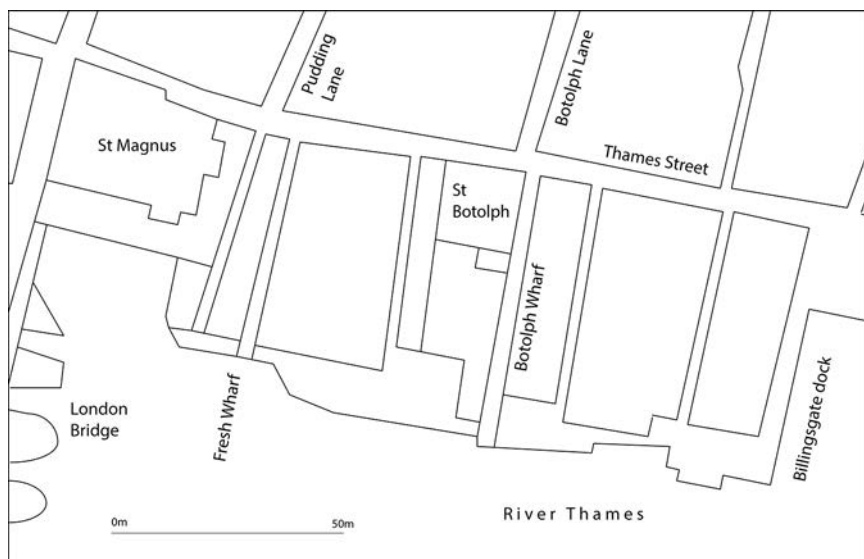 Pudding
Lane
Botolph Lane
St Magnus
Thames Street
St
Botolph
Botolph Wharf
Fresh Wharf
London
Bridge
Billingsgate dock
River Thames
0m
50m